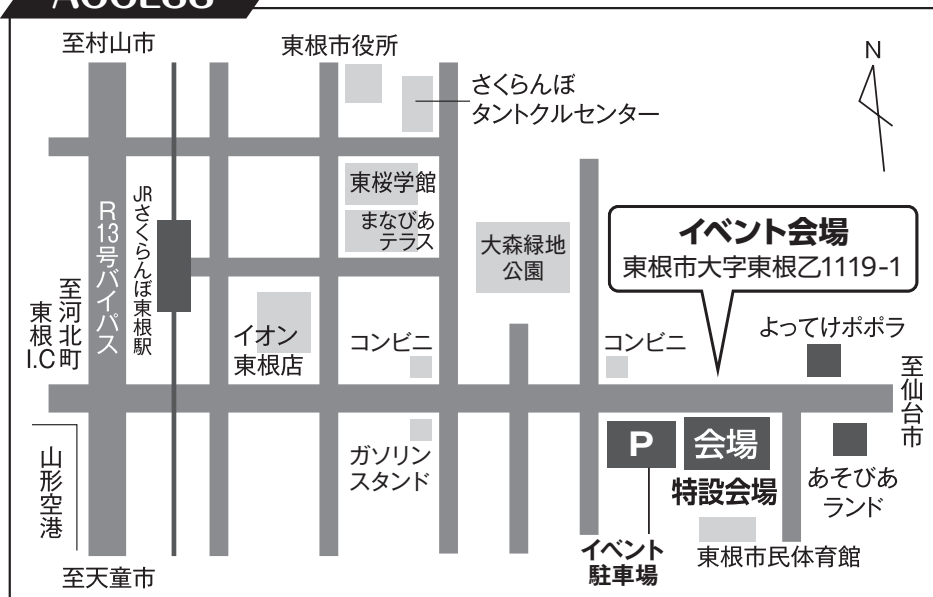 ACCESS
至村山市
東根市役所
さくらんぼ
タントクルセンター
N
東桜学館
まなびあ
テラス
大森緑地
公園
イベント会場
東根市大字東根乙1119-1
JRさくらんぼ東根駅
R13号バイパス
至河北町
東根I.C
イオン
東根店
コンビニ
コンビニ
よってけポポラ
至仙台市
山形空港
ガソリン
スタンド
P
会場
特設会場
あそびあ
ランド
イベント
駐車場
東根市民体育館
至天童市